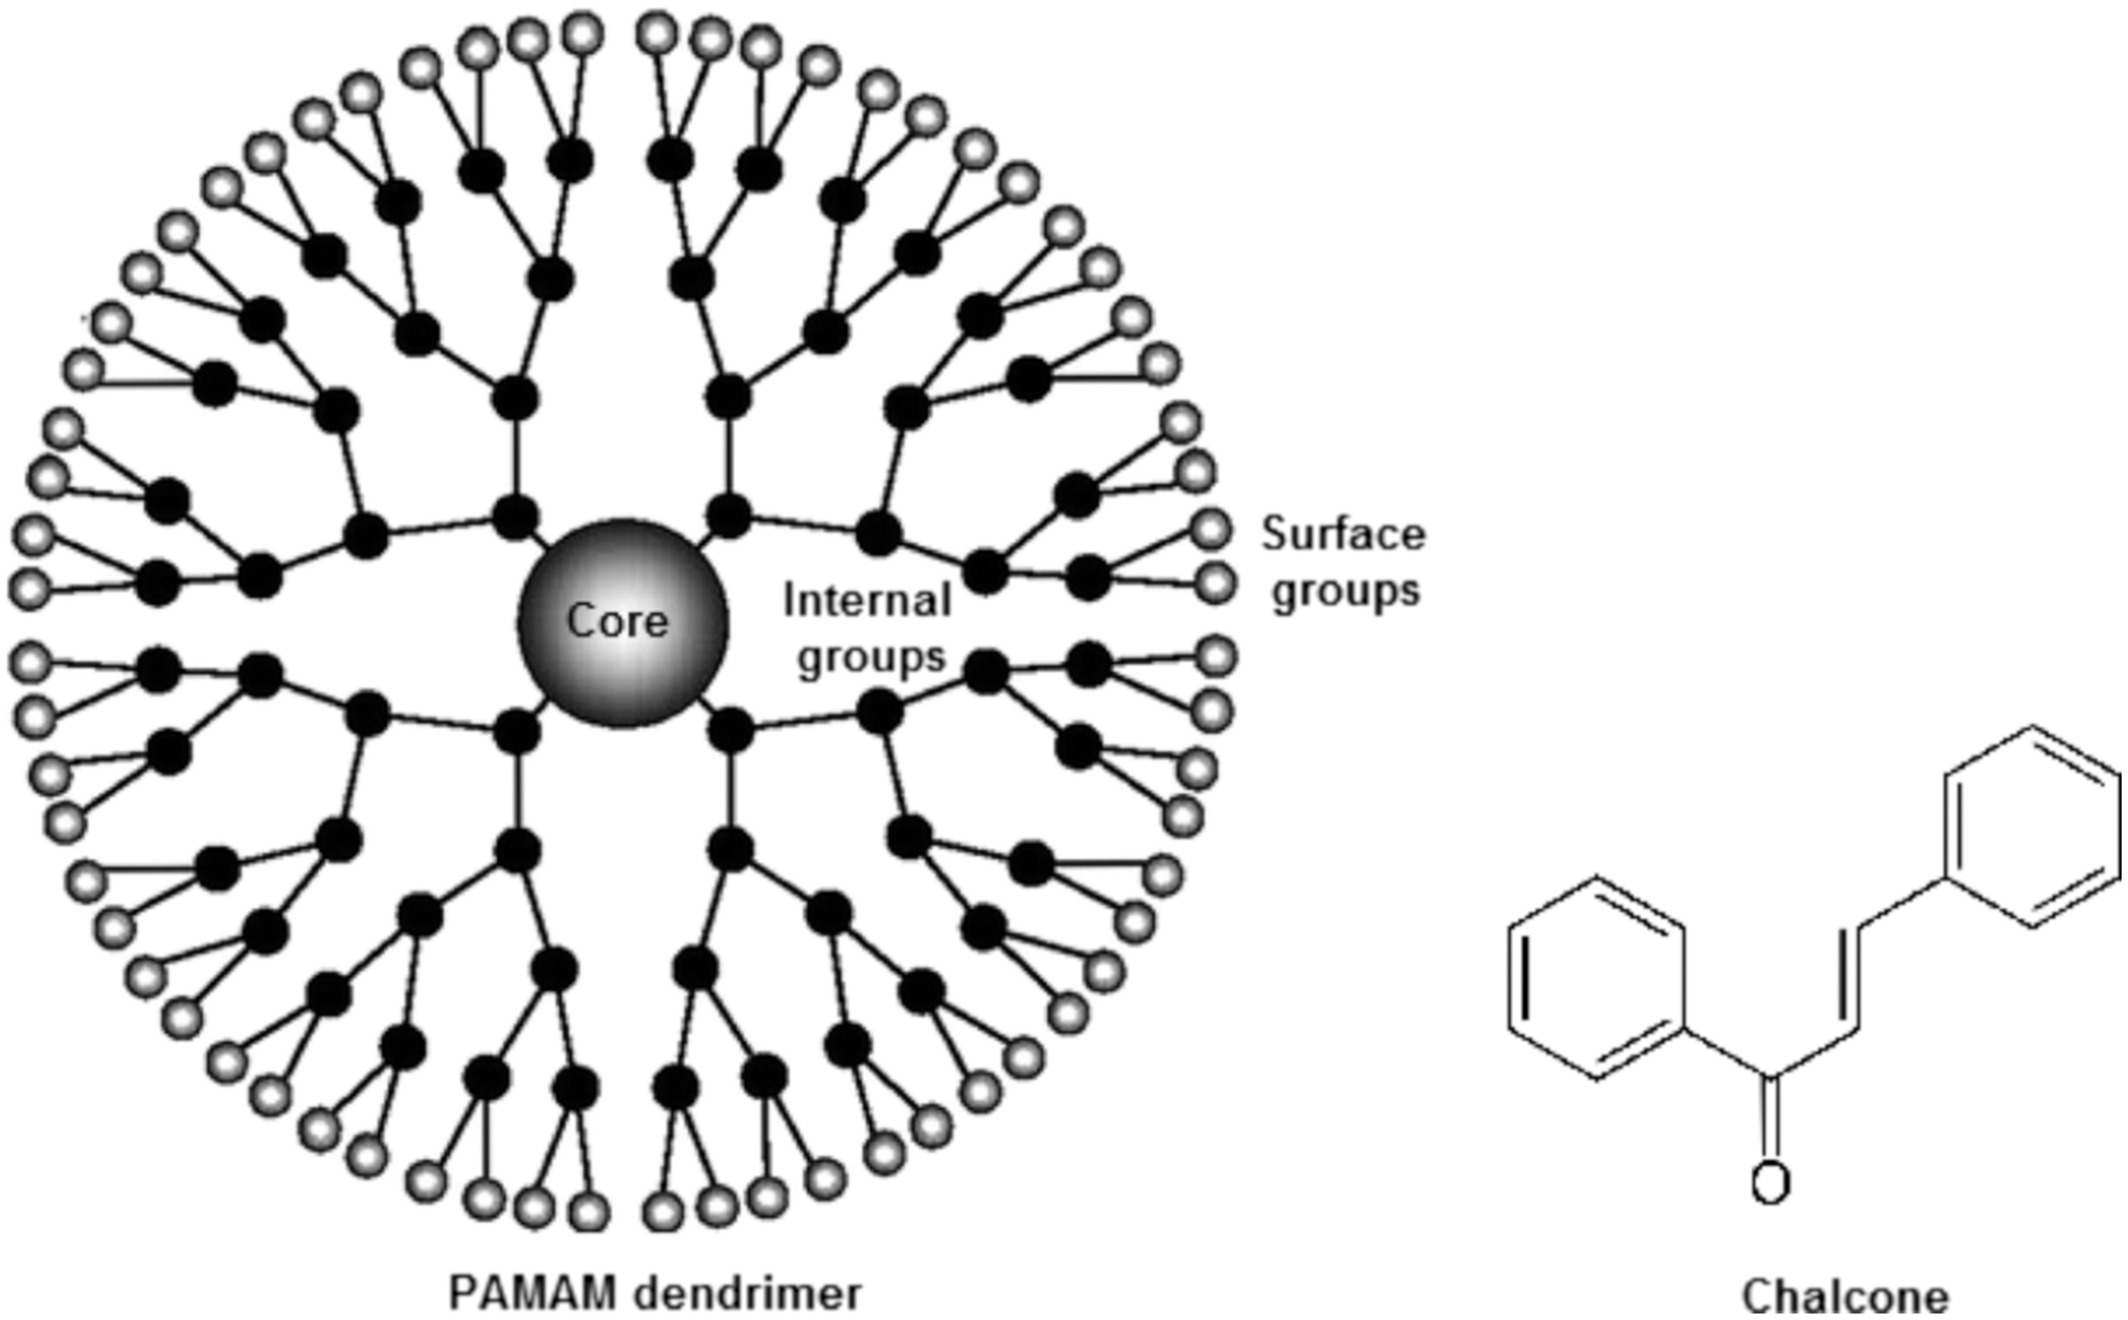 Core
Internal
groups
Surface
groups
O
PAMAM dendrimer
Chalcone